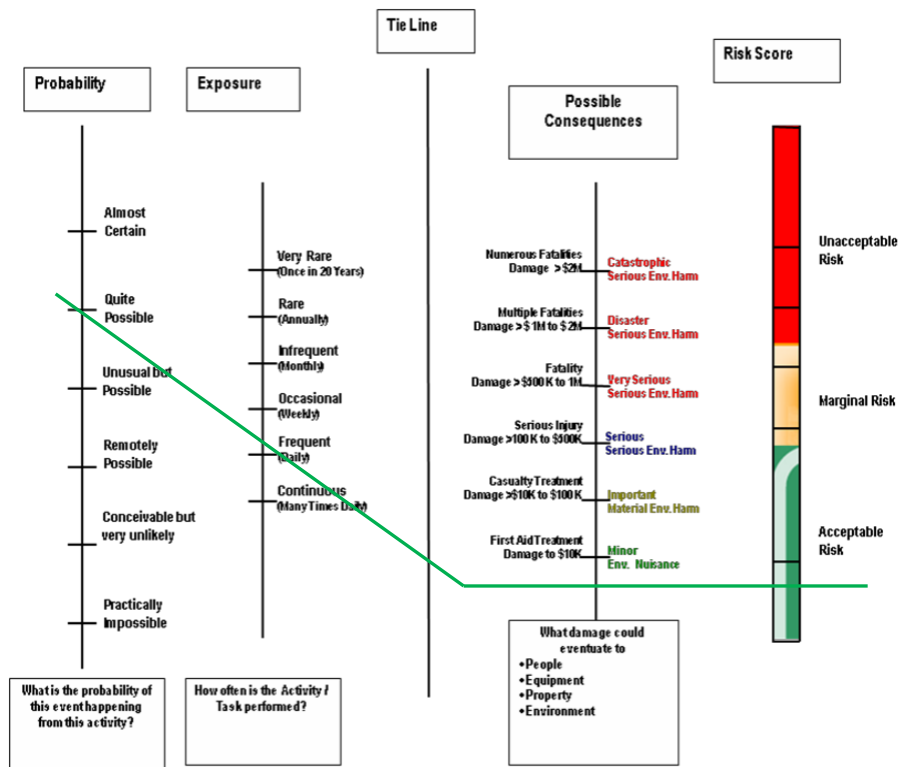 Tie Line
Risk Score
Probability
Exposure
Possible
Consequences
Almost
Certain
Quite
Possible
Unusual but
Possible
Remotely
Possible
Conceivable but
very unlikely
Practically
Impossible
What is the probability of
this event happening
from this activity?
Very Rare
(Once in 20 Years)
Rare
(Annually)
Infrequent
(Monthly)
Occasional
(Weekly)
Frequent
(Daily)
Continuous
(Many Times Daily)
How often is the Activity /
Task performed?
Numerous Fatalities
Damage > $2M
Catastrophic
Serious Env. Harm
Multiple Fatalities
Damage > $1M to $2M
Disaster
Serious Env. Harm
Fatality
Damage > $500K to 1M
Very Serious
Serious Env. Harm
Serious Injury
Damage >100K to $500K
Serious
Serious Env. Harm
Casualty Treatment
Damage >$10K to $100K
Important
Material Env. Harm
First Aid Treatment
Damage to $10K
Minor
Env. Nuisance
What damage could
eventuate to
•People
•Equipment
•Property
•Environment
Unacceptable
Risk
Marginal Risk
Acceptable
Risk